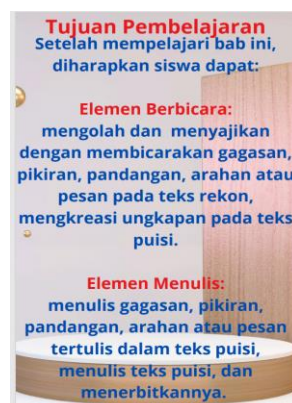 Tujuan Pembelajaran
Setelah mempelajari bab ini,
diharapkan siswa dapat:
Elemen Berbicara:
mengolah dan menyajikan
dengan membicarakan gagasan,
pikiran, pandangan, arahan atau
pesan pada teks rekon,
mengkreasi ungkapan pada teks
puisi.
Elemen Menulis:
menulis gagasan, pikiran,
pandangan, arahan atau pesan
tertulis dalam teks puisi,
menulis teks puisi, dan
menerbitkannya.